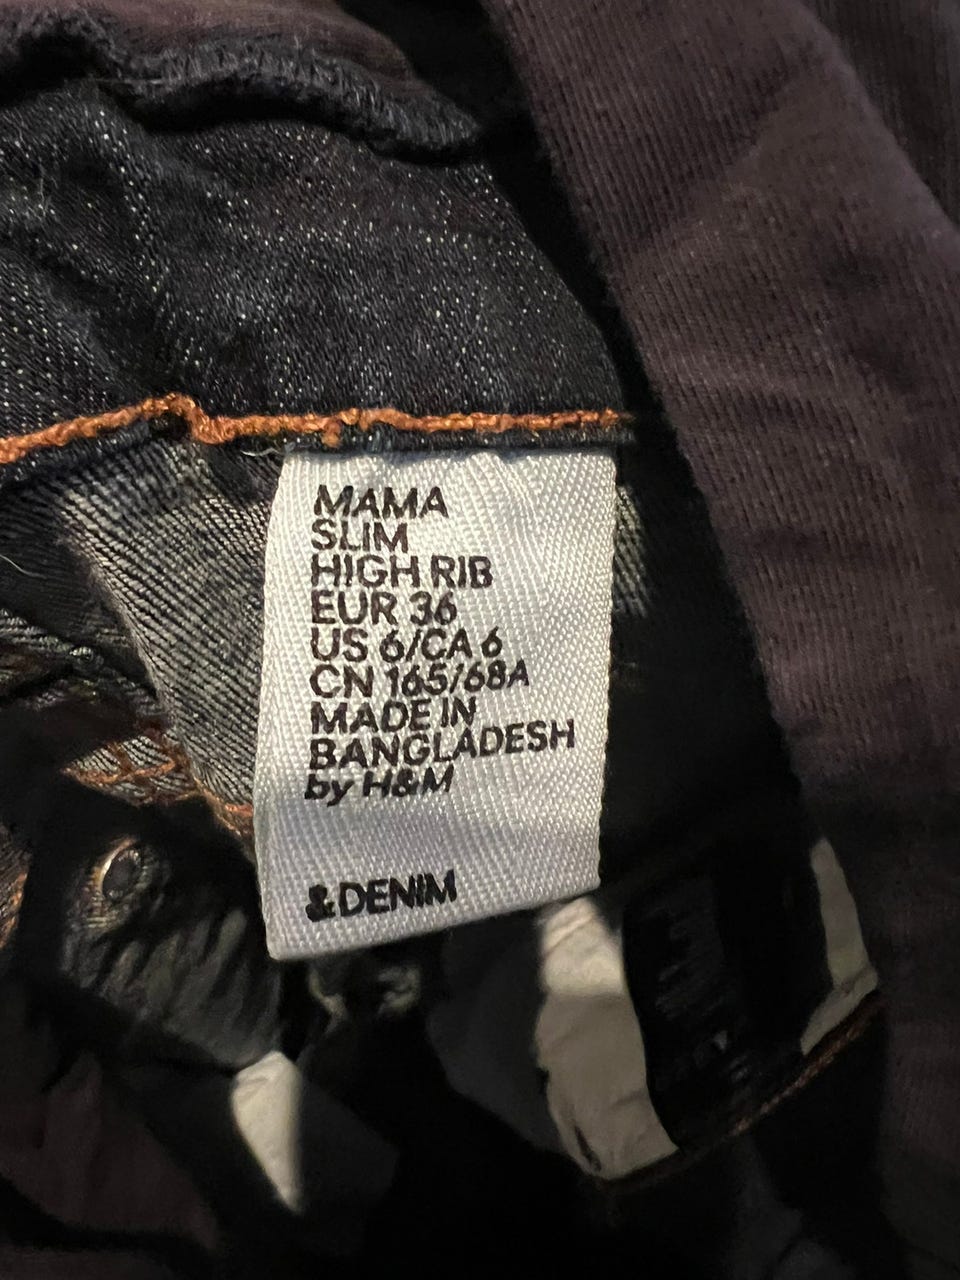 MAMA
SLIM
HIGH RIB
EUR 36
US 6/CA 6
CN 165/68A
MADE IN
BANGLADESH
by H&M
&DENIM